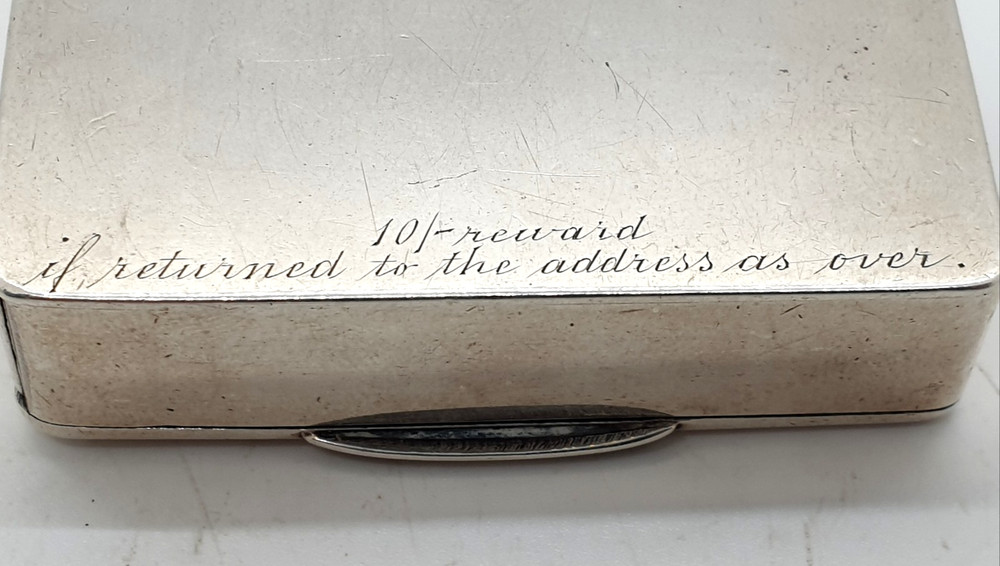 10/- reward
if returned to the address as over.